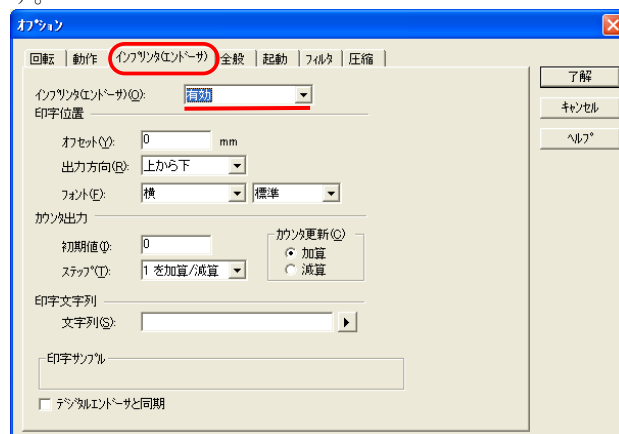 す。
オプション
回転 動作 インプリンタ(エンドーサ) 全般 起動 フィルタ 圧縮
インプリンタ(エンドーサ)(O): 有効
了解
印字位置
キャンセル
オフセット(Y): 0 mm
ヘルプ
出力方向(R): 上から下
フォント(F): 横 標準
カウンタ出力
カウンタ更新(C)
初期値(I): 0
加算
ステップ(T): 1 を加算/減算
減算
印字文字列
文字列(S):
印字サンプル
デジタルエンドーサと同期